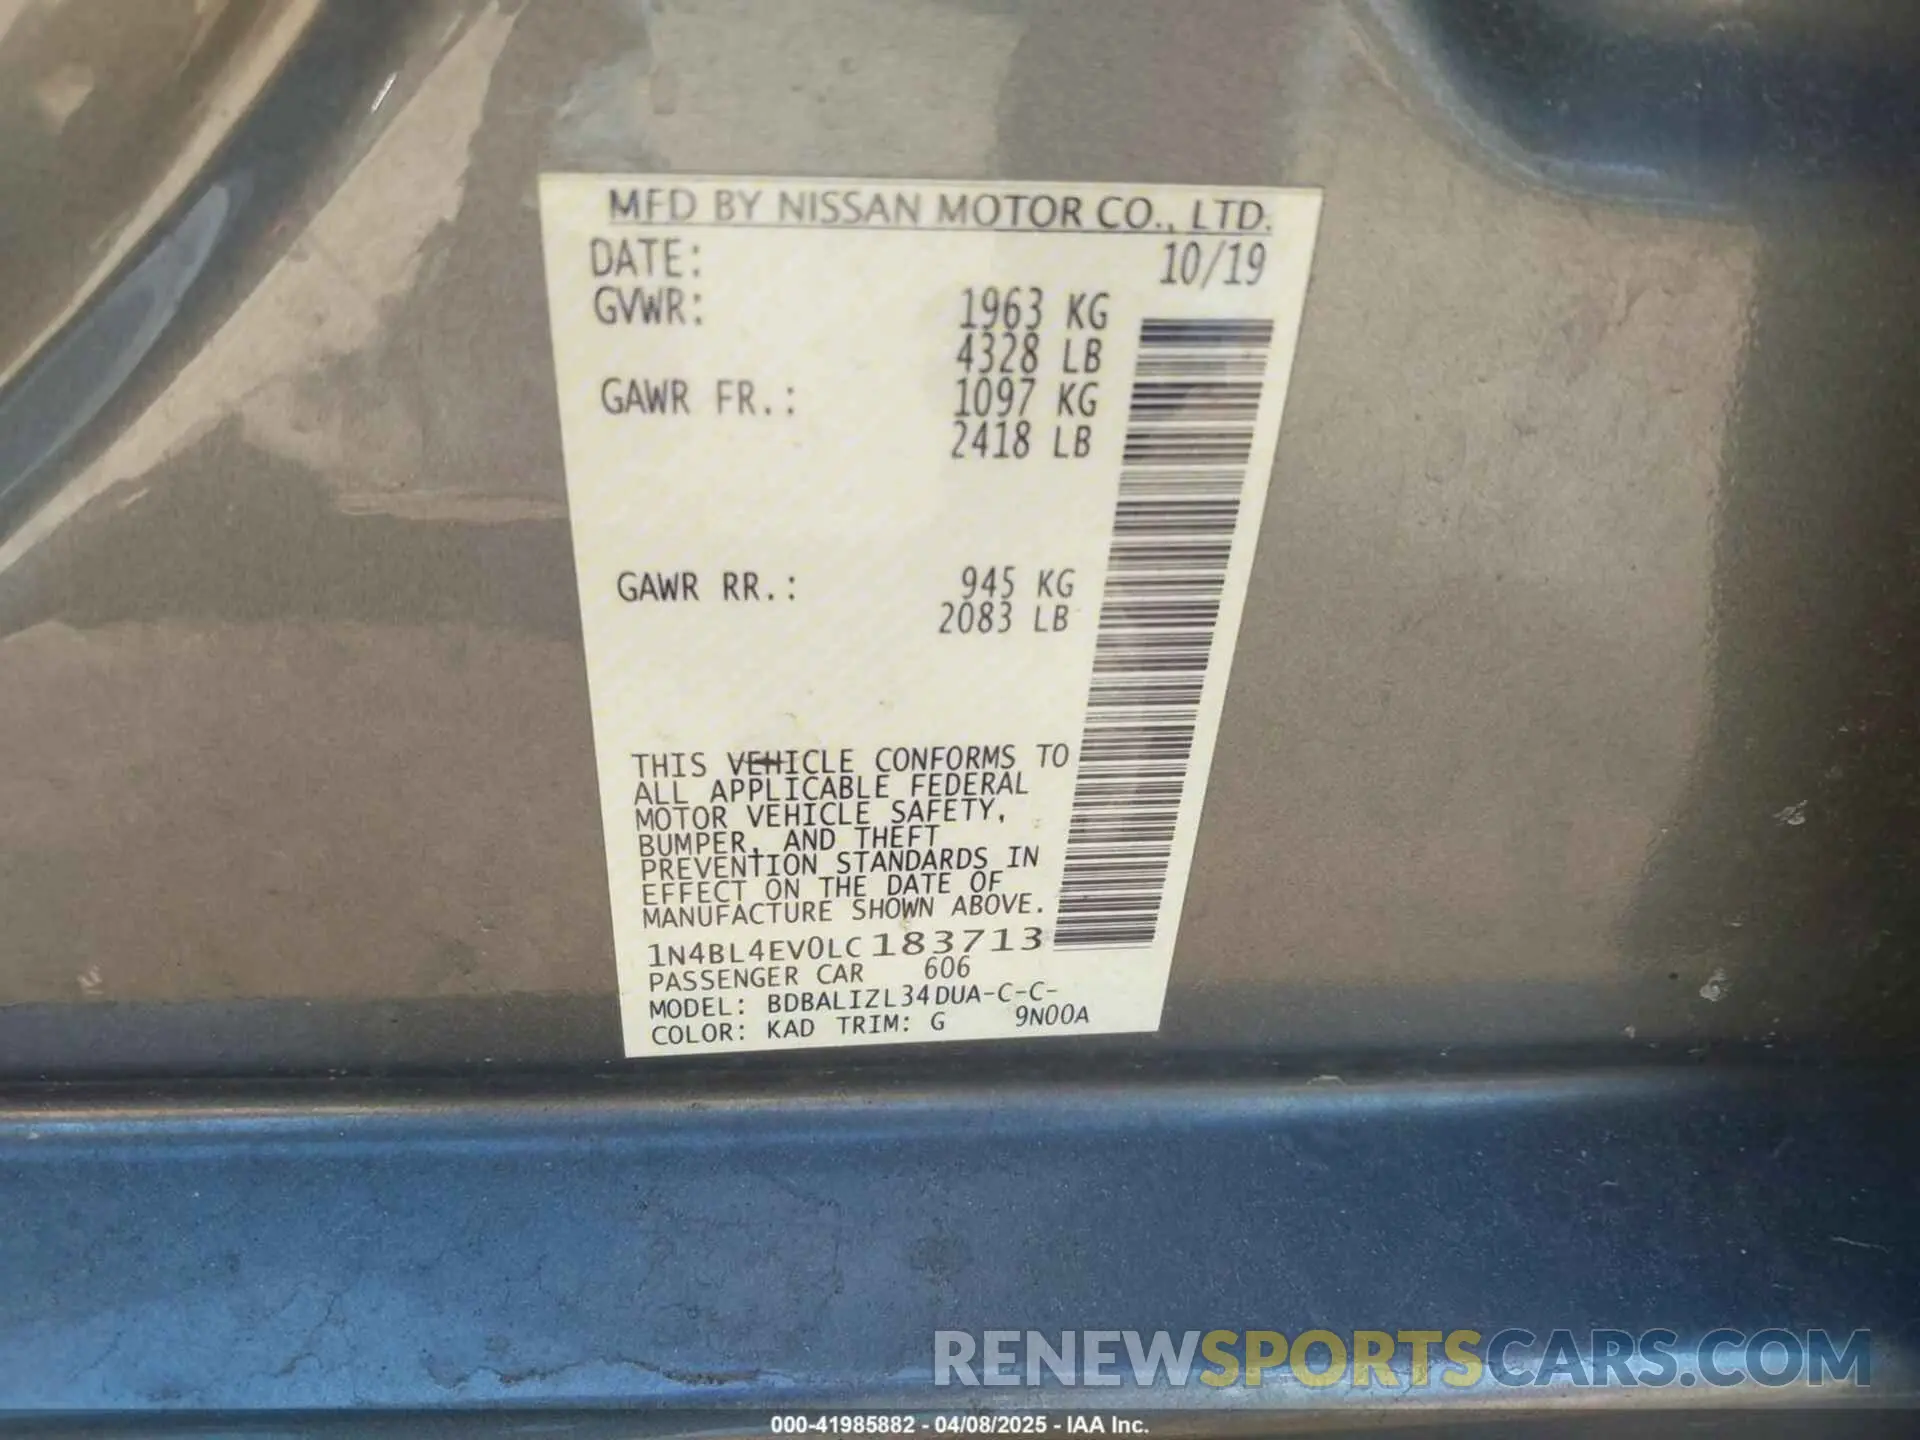 MFD BY NISSAN MOTOR CO., LTD.
DATE: 10/19
GVWR: 1963 KG
4328 LB
GAWR FR.: 1097 KG
2418 LB
GAWR RR.: 945 KG
2083 LB
THIS VEHICLE CONFORMS TO
ALL APPLICABLE FEDERAL
MOTOR VEHICLE SAFETY,
BUMPER, AND THEFT
PREVENTION STANDARDS IN
EFFECT ON THE DATE OF
MANUFACTURE SHOWN ABOVE.
1N4BL4EV0LC183713
PASSENGER CAR 606
MODEL: BDBALIZL34DUA-C-C-
COLOR: KAD TRIM: G 9N00A
RENEWSPORTSCARS.COM
000-41985882 - 04/08/2025 - IAA Inc.